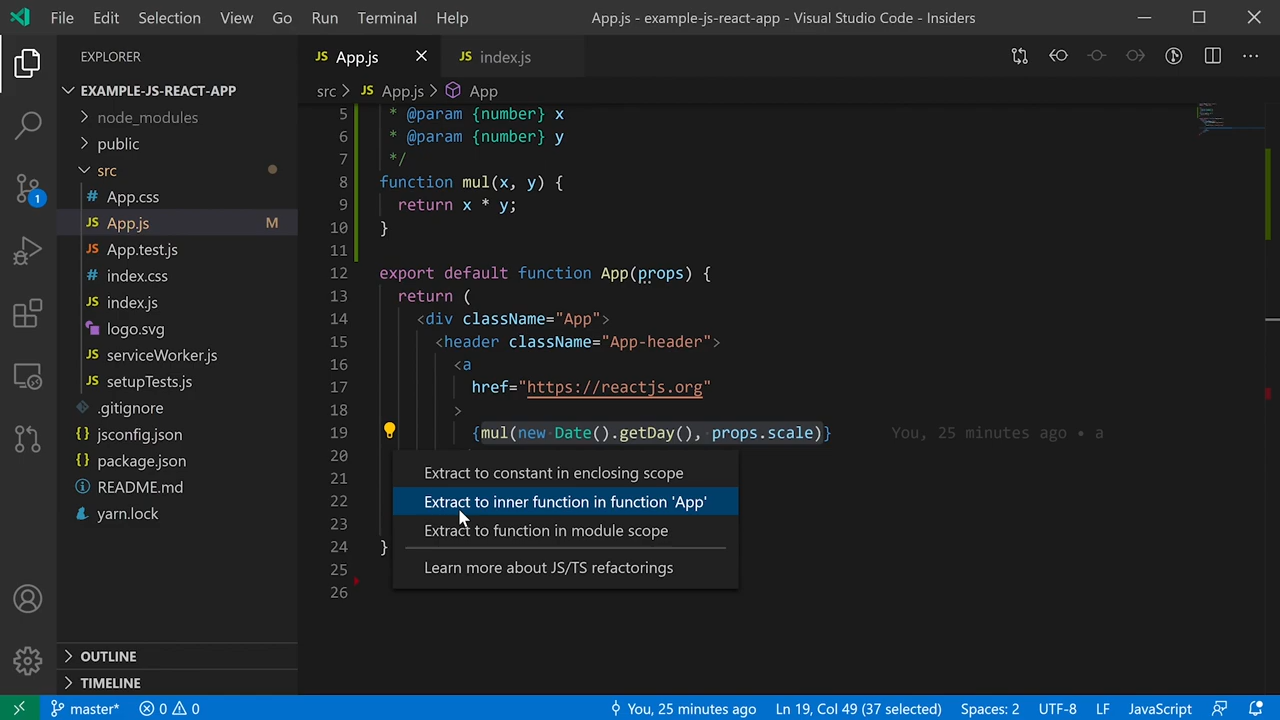 File Edit Selection View Go Run Terminal Help App.js - example-js-react-app - Visual Studio Code - Insiders
EXPLORER
EXAMPLE-JS-REACT-APP
node_modules
public
src
# App.css
JS App.js M
JS App.test.js
# index.css
JS index.js
logo.svg
JS serviceWorker.js
JS setupTests.js
.gitignore
jsconfig.json
package.json
README.md
yarn.lock
OUTLINE
TIMELINE
1
JS App.js
JS index.js
src > JS App.js > App
5 * @param {number} x
6 * @param {number} y
7 */
8 function mul(x, y) {
9 return x * y;
10 }
11
12 export default function App(props) {
13 return (
14 <div className="App">
15 <header className="App-header">
16 <a
17 href="https://reactjs.org"
18 >
19 {mul(new Date().getDay(), props.scale)} You, 25 minutes ago • a
20
21
22
23
24 }
25
26
Extract to constant in enclosing scope
Extract to inner function in function 'App'
Extract to function in module scope
Learn more about JS/TS refactorings
master* 0 0 You, 25 minutes ago Ln 19, Col 49 (37 selected) Spaces: 2 UTF-8 LF JavaScript